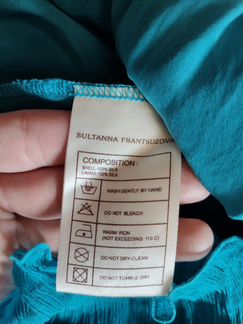 SULTANNA FRANTSUZOVA
COMPOSITION:
SHELL:100% SILK
LINING:100% SILK
WASH GENTLY BY HAND
DO NOT BLEACH
WARM IRON
(NOT EXCEEDING 110 C)
DO NOT DRY-CLEAN
DO NOT TUMBLE DRY